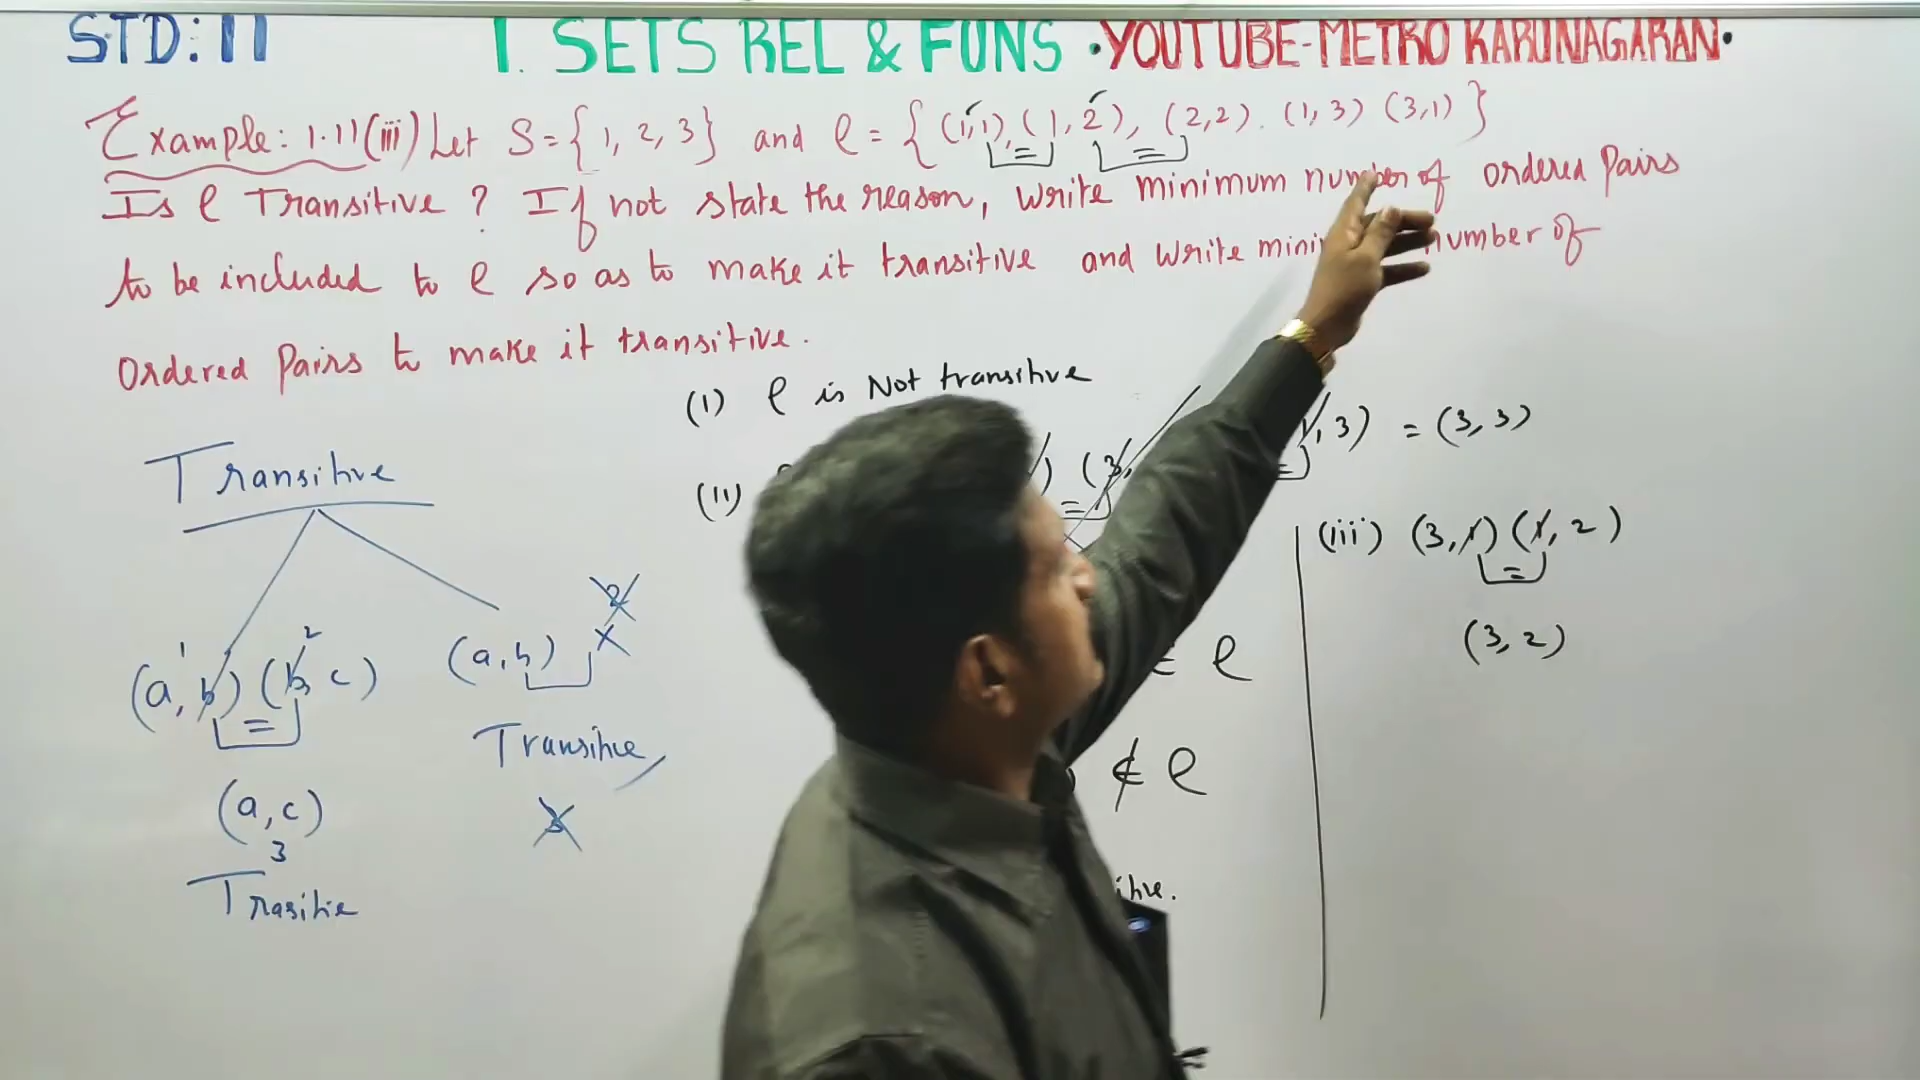 STD: 11 1. SETS REL & FUNS •YOUTUBE-METRO KARUNAGARAN•
Example: 1.11(iii) Let S = {1, 2, 3} and ρ = {(1,1), (1,2), (2,2). (1,3) (3,1)}
Is ρ Transitive ? If not state the reason, write minimum number of ordered Pairs
to be included to ρ so as to make it transitive and write number of
Ordered Pairs to make it transitive.
(i) ρ is Not transitive
, 3) = (3,3)
(ii) ) (3,
=
=
Transitive
(iii) (3,1) (1,2)
=
(3,2)
2
x
1 2
(a, b) (b, c) (a, b)
=
ρ
Transitive
∉ ρ
(a, c)
3
Trasitie